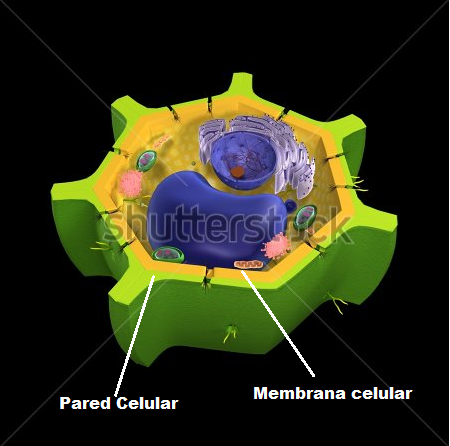 shutterstock
Membrana celular
Pared Celular